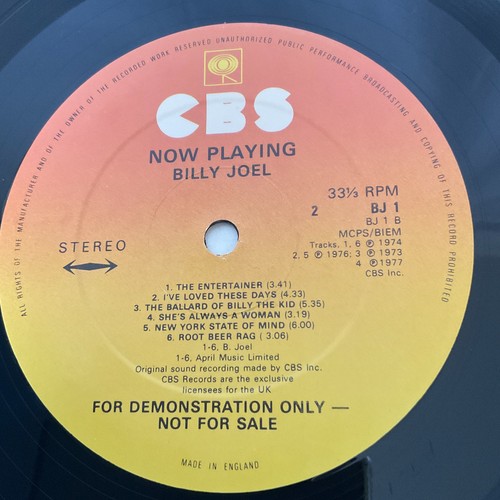 ALL RIGHTS OF THE MANUFACTURER AND OF THE OWNER OF THE RECORDED WORK RESERVED UNAUTHORIZED PUBLIC PERFORMANCE BROADCASTING AND COPYING OF THIS RECORD PROHIBITED
CBS
NOW PLAYING
BILLY JOEL
33⅓ RPM
2 BJ 1
BJ 1 B
MCPS/BIEM
Tracks, 1, 6 ℗ 1974
2, 5 ℗ 1976; 3 ℗ 1973
4 ℗ 1977
CBS Inc.
STEREO
1. THE ENTERTAINER (3.41)
2. I'VE LOVED THESE DAYS (4.33)
3. THE BALLARD OF BILLY THE KID (5.35)
4. SHE'S ALWAYS A WOMAN (3.19)
5. NEW YORK STATE OF MIND (6.00)
6. ROOT BEER RAG ( 3.06)
1-6, B. Joel
1-6, April Music Limited
Original sound recording made by CBS Inc.
CBS Records are the exclusive
licensees for the UK
FOR DEMONSTRATION ONLY —
NOT FOR SALE
MADE IN ENGLAND